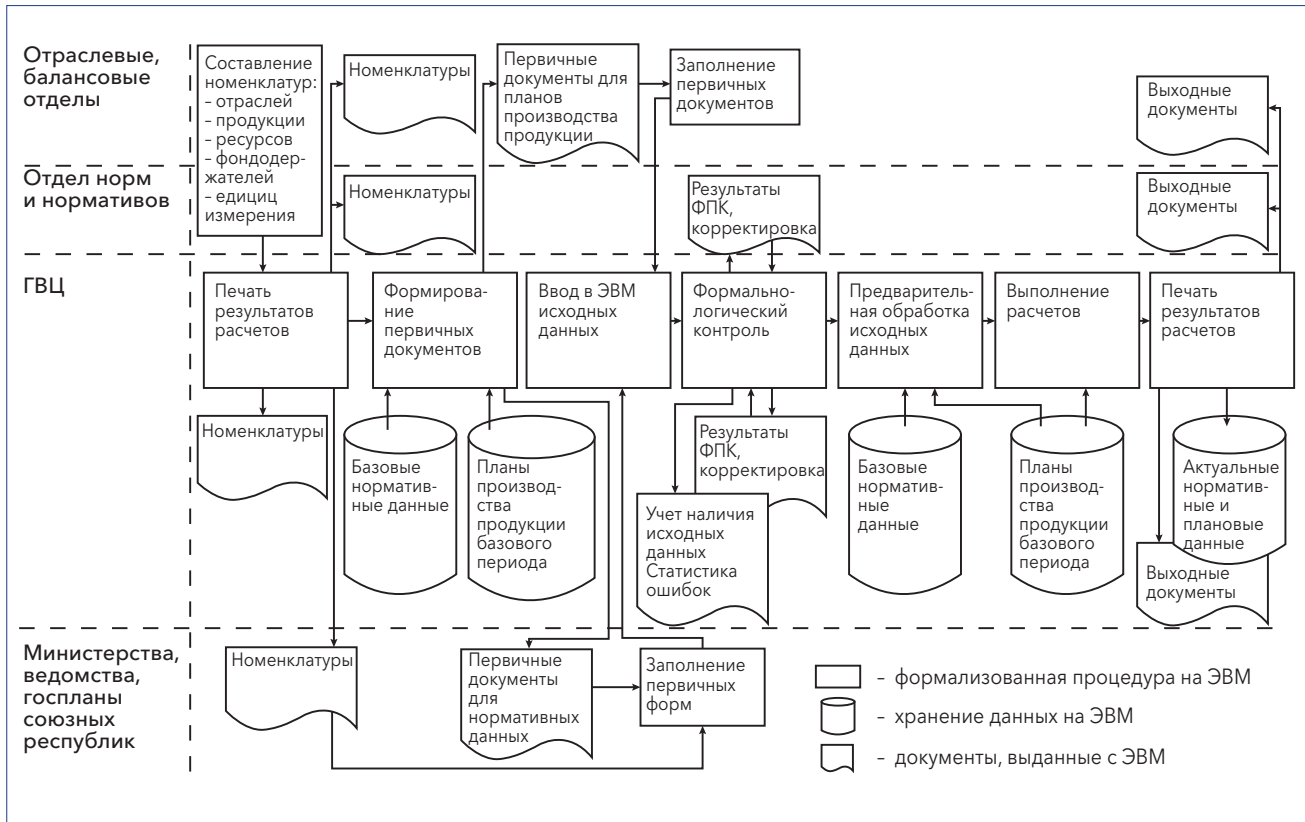 Отраслевые,
балансовые
отделы
Составление
номенклатур:
– отраслей
– продукции
– ресурсов
– фондодер-
жателей
– едициц
измерения
Номенклатуры
Первичные
документы для
планов
производства
продукции
Заполнение
первичных
документов
Выходные
документы
Отдел норм
и нормативов
Номенклатуры
Результаты
ФПК,
корректировка
Выходные
документы
ГВЦ
Печать
результатов
расчетов
Формирова-
ние
первичных
документов
Ввод в ЭВМ
исходных
данных
Формально-
логический
контроль
Предваритель-
ная обработка
исходных
данных
Выполнение
расчетов
Печать
результатов
расчетов
Номенклатуры
Базовые
норматив-
ные данные
Планы
производ-
ства
продукции
базового
периода
Результаты
ФПК,
корректировка
Учет наличия
исходных
данных
Статистика
ошибок
Базовые
норматив-
ные
данные
Планы
производ-
ства
продукции
базового
периода
Актуальные
норматив-
ные и
плановые
данные
Выходные
документы
Министерства,
ведомства,
госпланы
союзных
республик
Номенклатуры
Первичные
документы
для
нормативных
данных
Заполнение
первичных
форм
– формализованная процедура на ЭВМ
– хранение данных на ЭВМ
– документы, выданные с ЭВМ